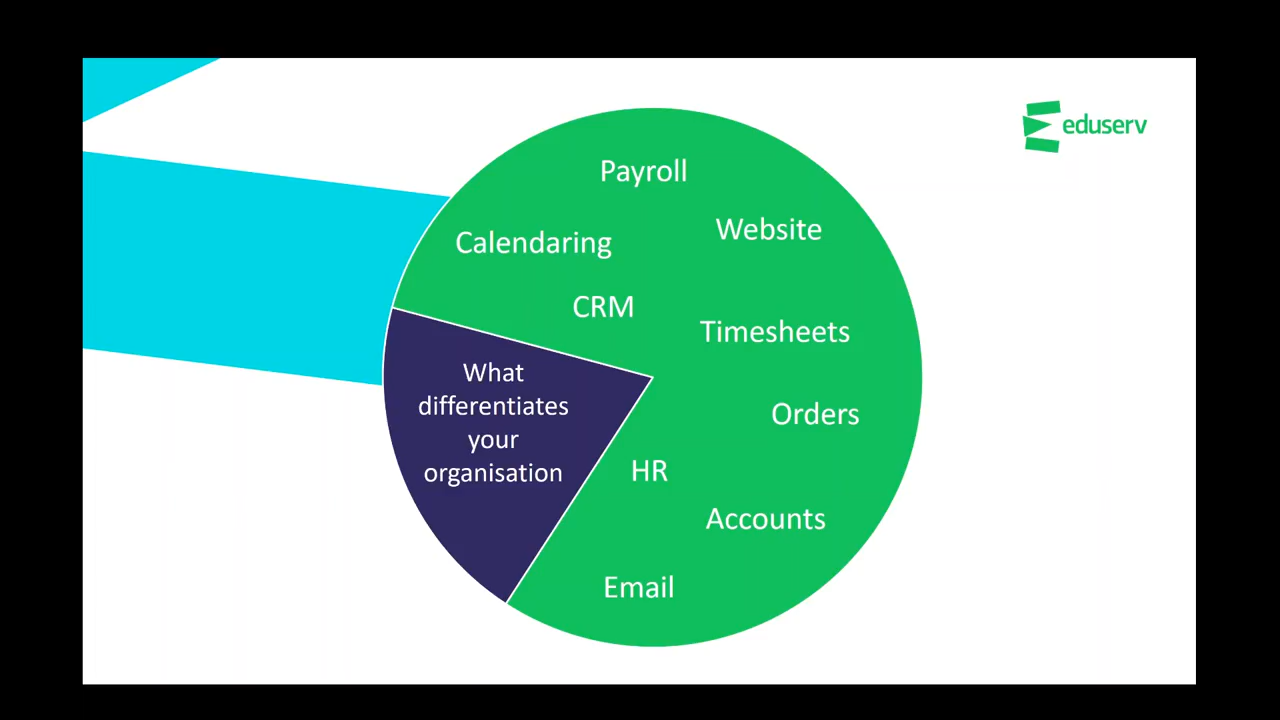 eduserv
Payroll
Website
Calendaring
CRM
Timesheets
What
differentiates
your
organisation
Orders
HR
Accounts
Email